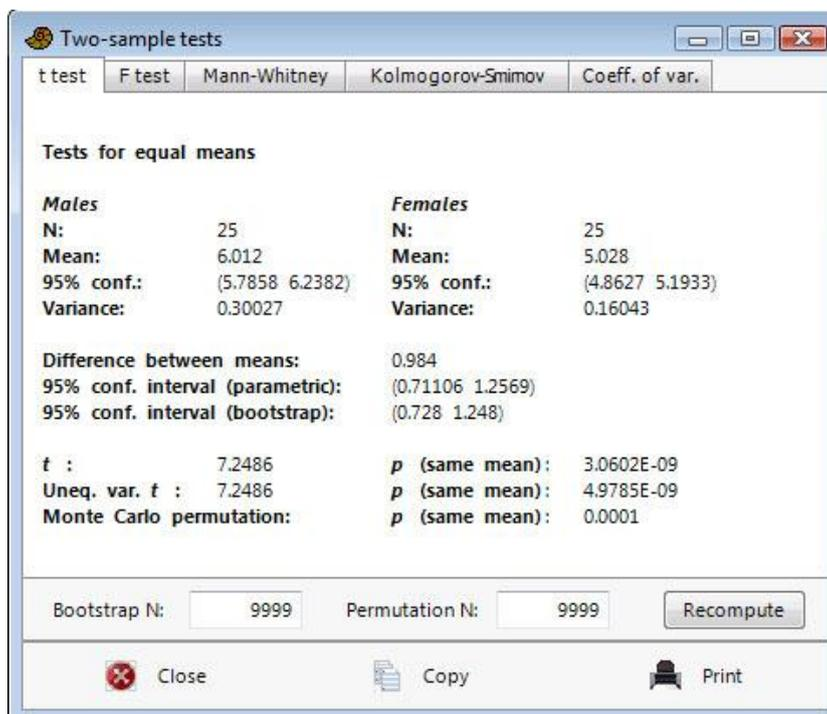 Two-sample tests
t test F test Mann-Whitney Kolmogorov-Smirnov Coeff. of var.
Tests for equal means
Males Females
N: 25 N: 25
Mean: 6.012 Mean: 5.028
95% conf.: (5.7858 6.2382) 95% conf.: (4.8627 5.1933)
Variance: 0.30027 Variance: 0.16043
Difference between means: 0.984
95% conf. interval (parametric): (0.71106 1.2569)
95% conf. interval (bootstrap): (0.728 1.248)
t : 7.2486 p (same mean): 3.0602E-09
Uneq. var. t : 7.2486 p (same mean): 4.9785E-09
Monte Carlo permutation: p (same mean): 0.0001
Bootstrap N: 9999 Permutation N: 9999 Recompute
Close Copy Print